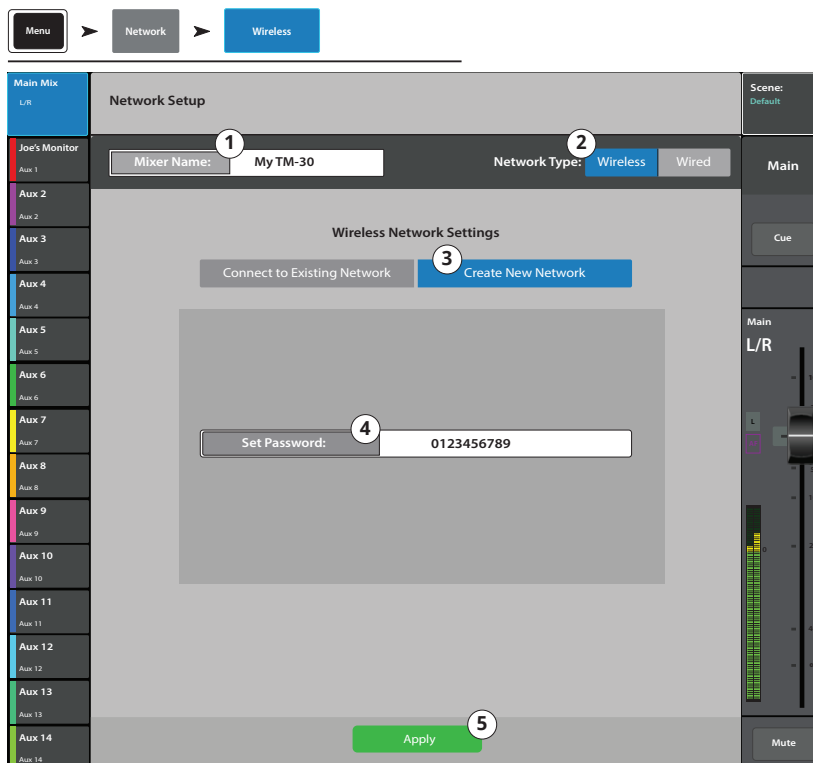 Menu
Network
Wireless
Main Mix
L/R
Network Setup
Scene:
Default
Joe's Monitor
Aux 1
1
Mixer Name:
My TM-30
2
Network Type:
Wireless
Wired
Main
Aux 2
Aux 2
Aux 3
Aux 3
Wireless Network Settings
Cue
3
Connect to Existing Network
Create New Network
Aux 4
Aux 4
Aux 5
Aux 5
Main
L/R
Aux 6
Aux 6
Aux 7
Aux 7
4
Set Password:
0123456789
L
Aux 8
Aux 8
Aux 9
Aux 9
Aux 10
Aux 10
0
Aux 11
Aux 11
Aux 12
Aux 12
Aux 13
Aux 13
5
Apply
Aux 14
Aux 14
Mute